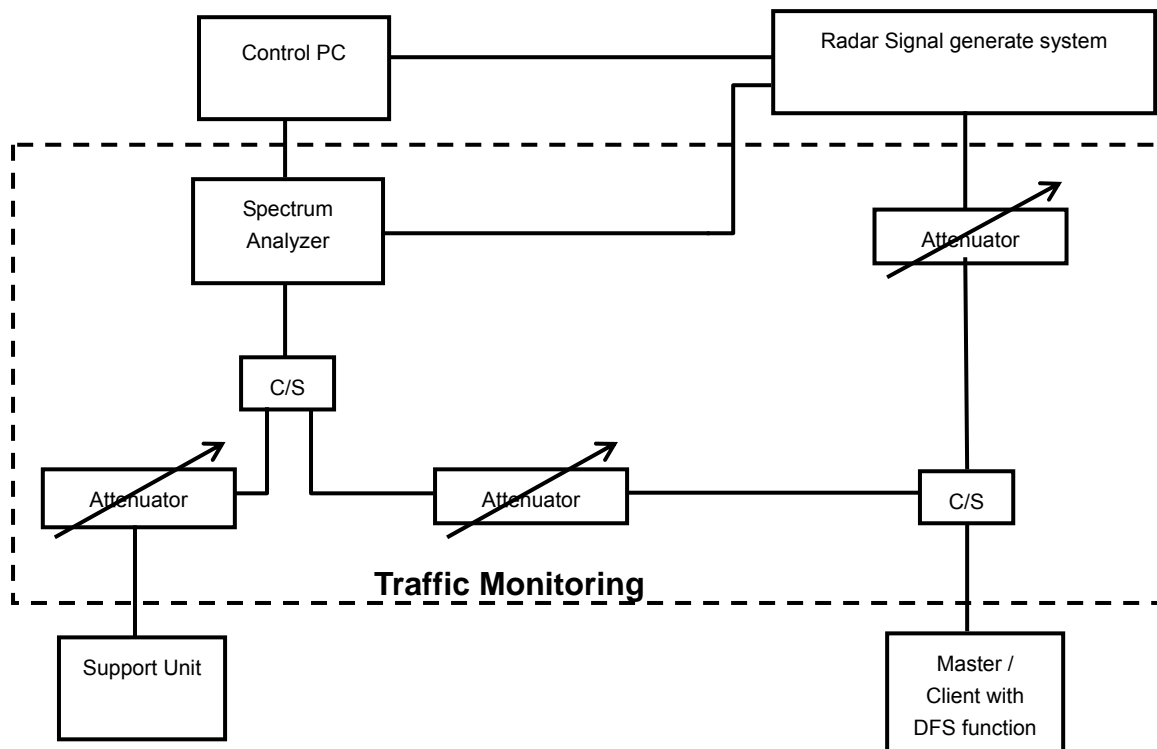 Control PC
Radar Signal generate system
Spectrum
Analyzer
Attenuator
C/S
Attenuator
Attenuator
C/S
Traffic Monitoring
Support Unit
Master /
Client with
DFS function